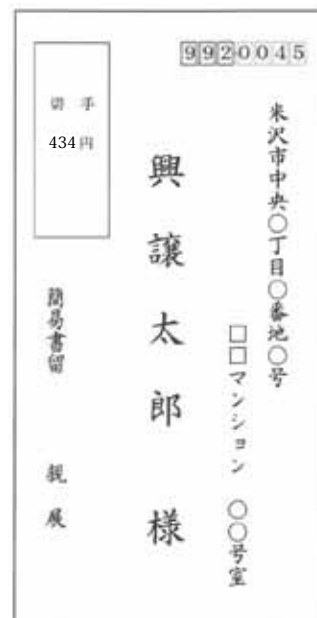 9920045
米沢市中央○丁目○番地○号
□□マンション ○○号室
興譲太郎 様
切手
434円
簡易書留 親展